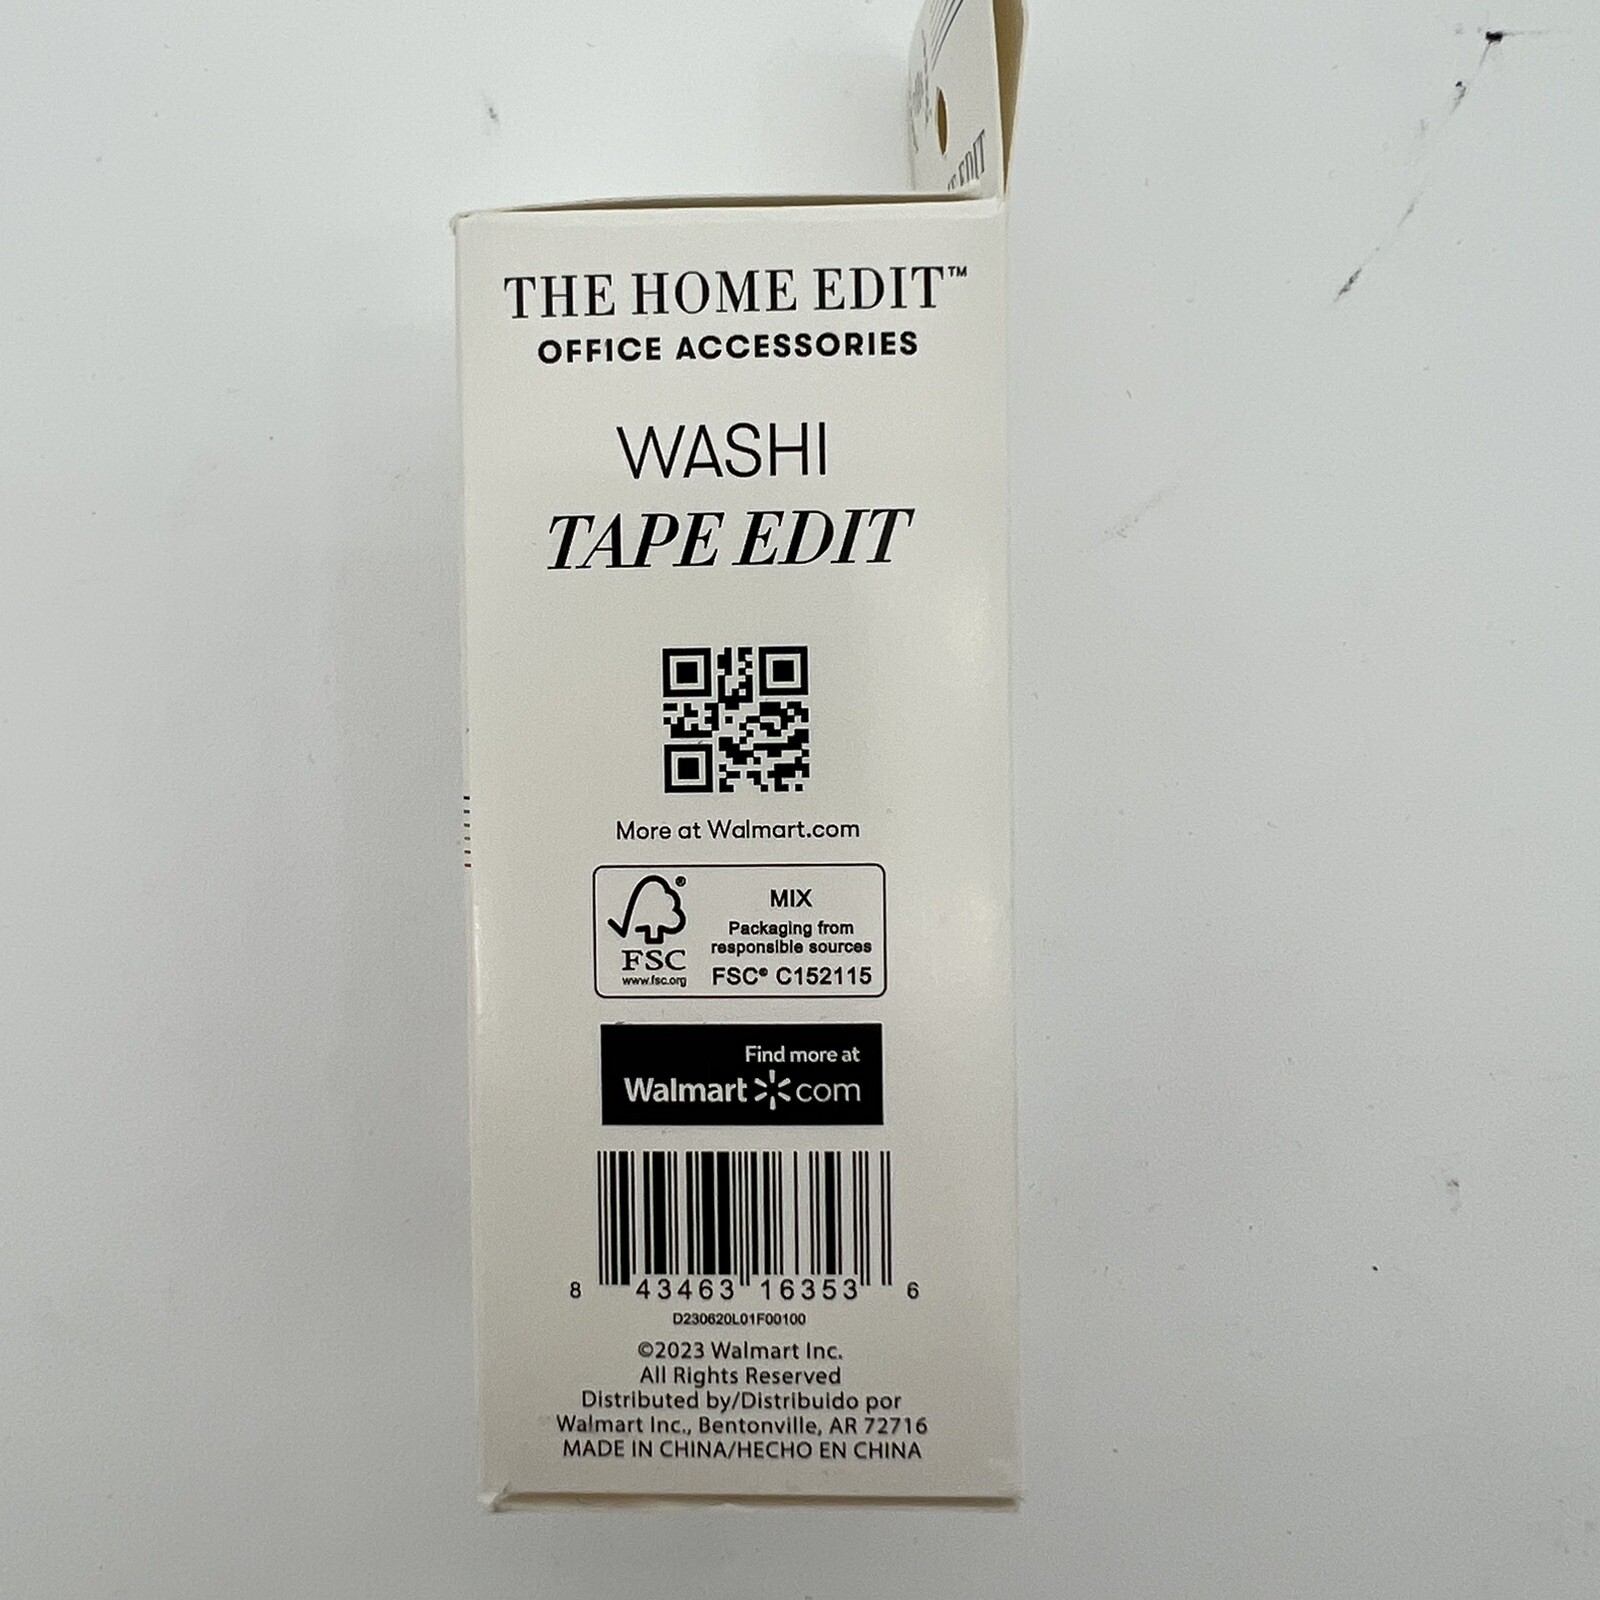 EDIT
THE HOME EDIT™
OFFICE ACCESSORIES
WASHI
TAPE EDIT
More at Walmart.com
FSC®
www.fsc.org
MIX
Packaging from
responsible sources
FSC® C152115
Find more at
Walmart com
8 43463 16353 6
D230620L01F00100
©2023 Walmart Inc.
All Rights Reserved
Distributed by/Distribuido por
Walmart Inc., Bentonville, AR 72716
MADE IN CHINA/HECHO EN CHINA